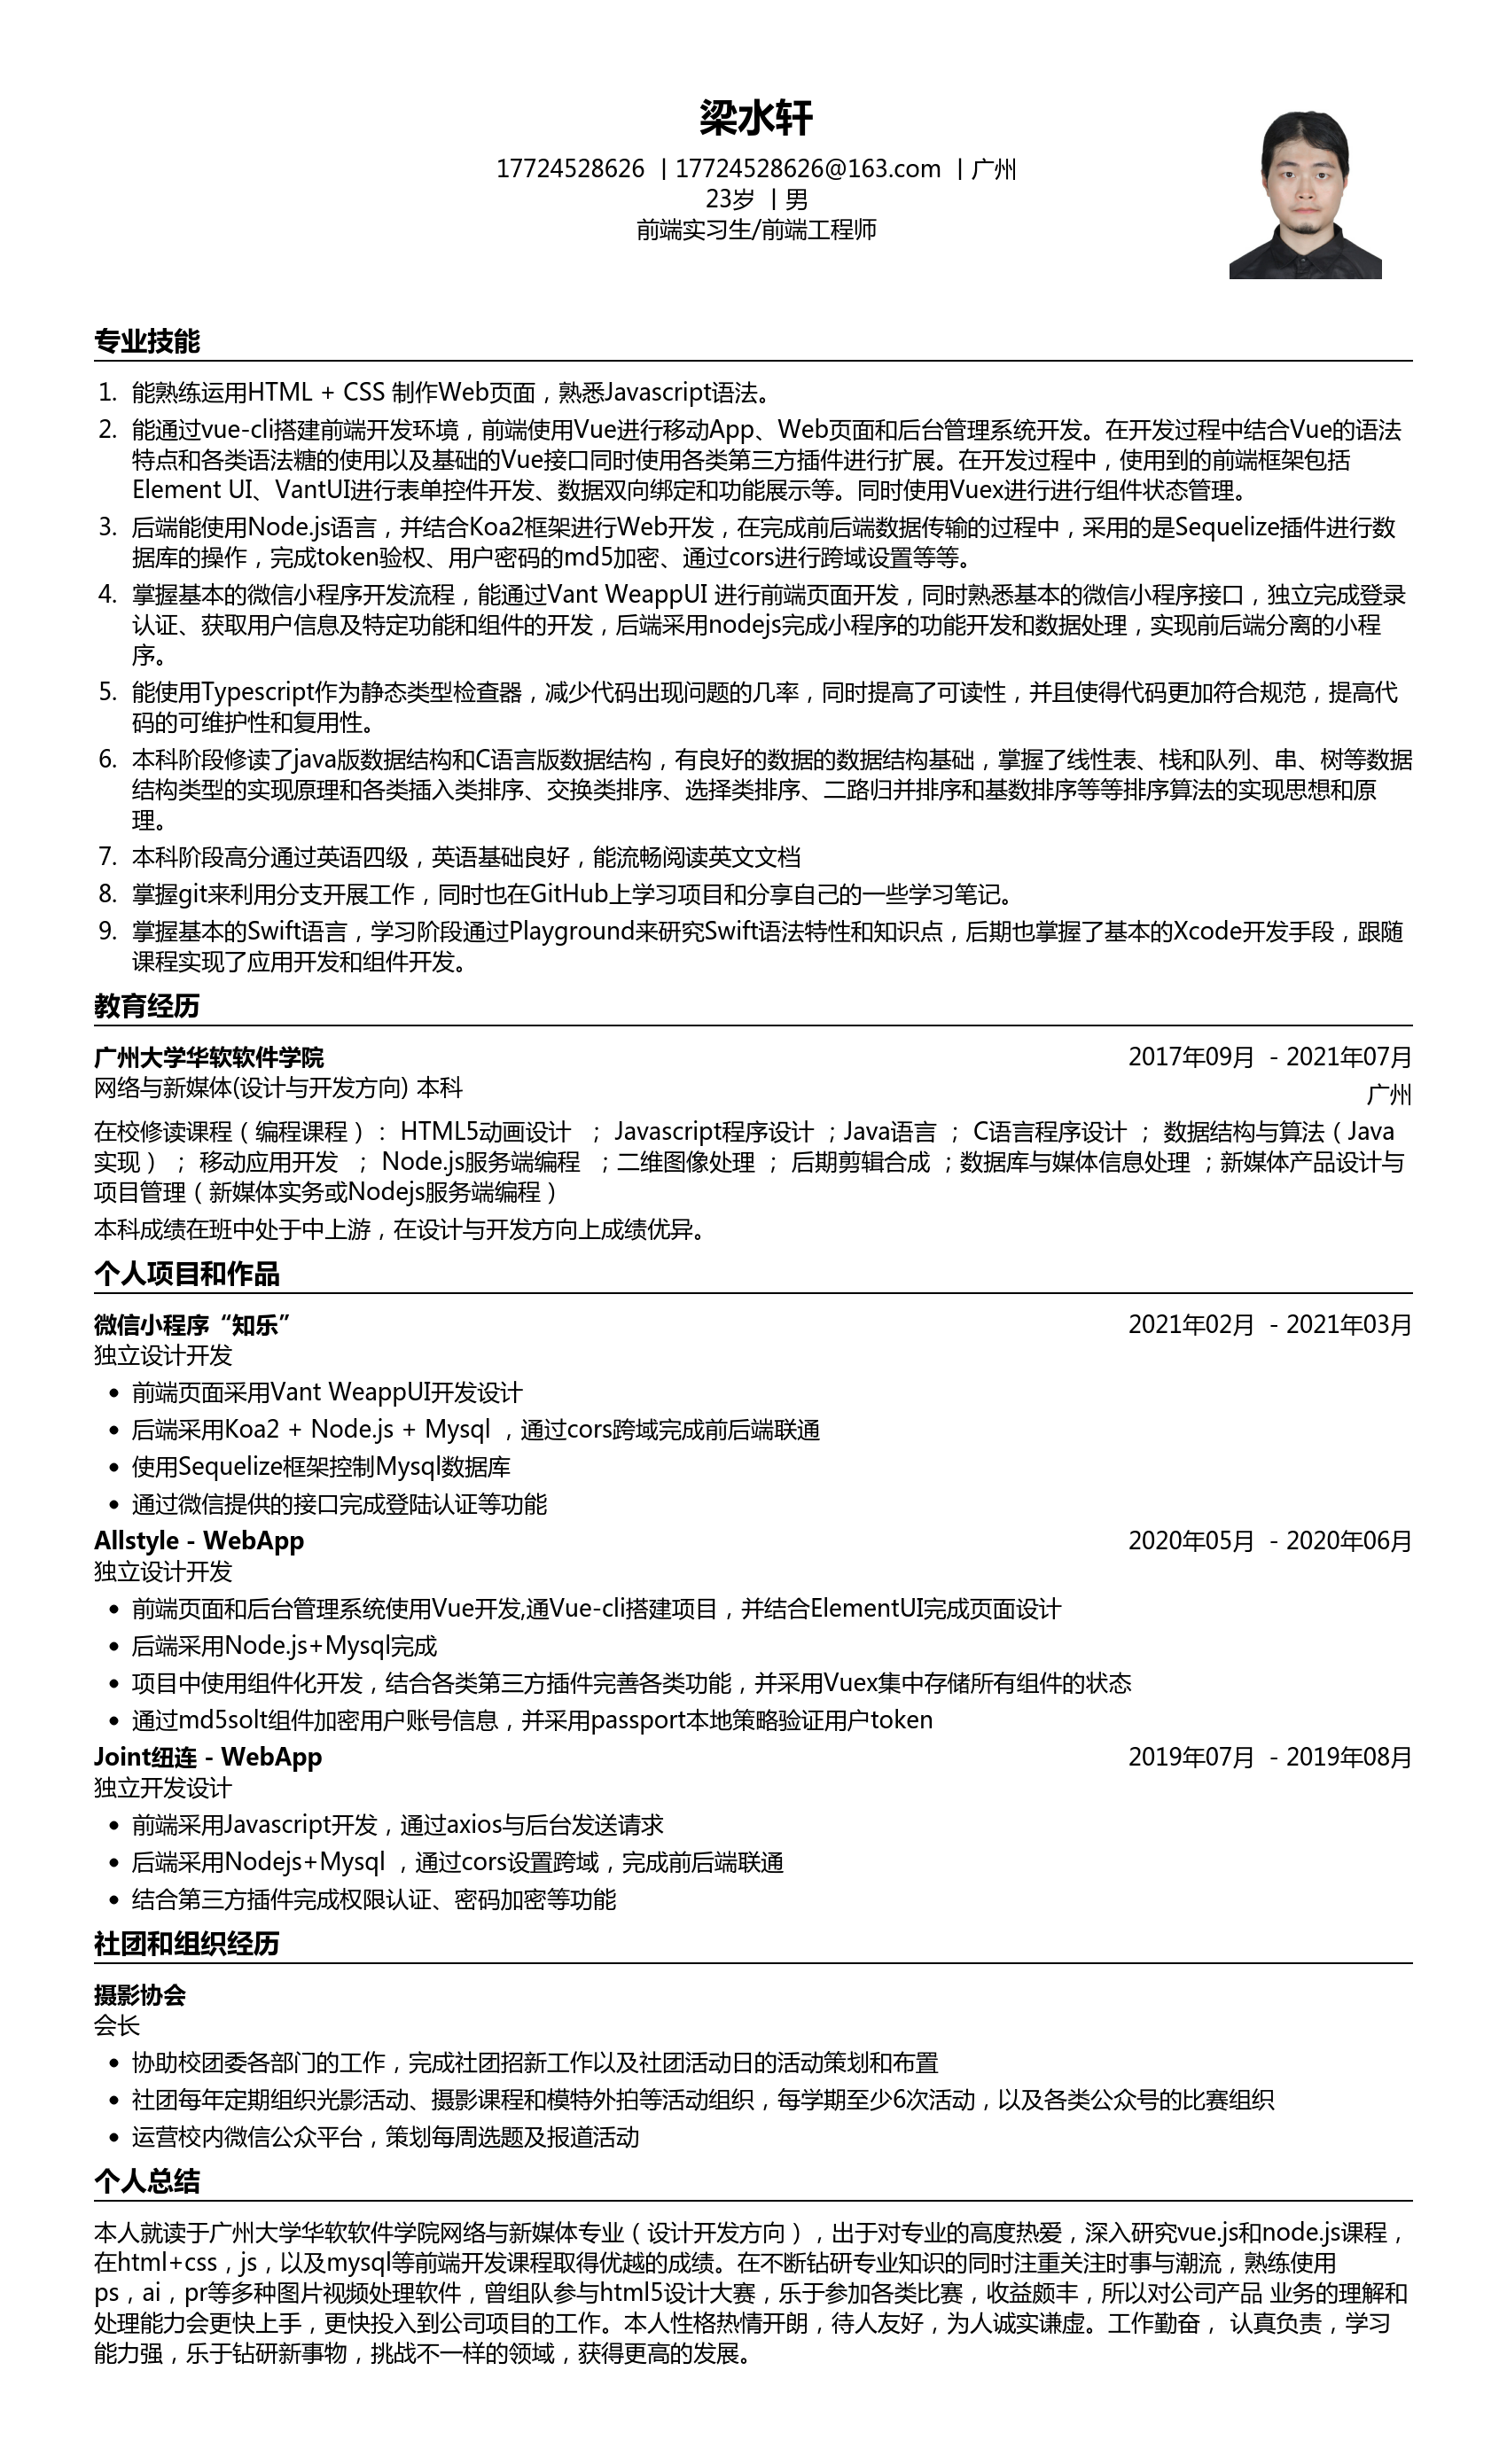 梁水轩
17724528626 | 17724528626@163.com | 广州
23岁 | 男
前端实习生/前端工程师
专业技能
1. 能熟练运用HTML + CSS 制作Web页面，熟悉Javascript语法。
2. 能通过vue-cli搭建前端开发环境，前端使用Vue进行移动App、Web页面和后台管理系统开发。在开发过程中结合Vue的语法
特点和各类语法糖的使用以及基础的Vue接口同时使用各类第三方插件进行扩展。在开发过程中，使用到的前端框架包括
Element UI、VantUI进行表单控件开发、数据双向绑定和功能展示等。同时使用Vuex进行进行组件状态管理。
3. 后端能使用Node.js语言，并结合Koa2框架进行Web开发，在完成前后端数据传输的过程中，采用的是Sequelize插件进行数
据库的操作，完成token验权、用户密码的md5加密、通过cors进行跨域设置等等。
4. 掌握基本的微信小程序开发流程，能通过Vant WeappUI 进行前端页面开发，同时熟悉基本的微信小程序接口，独立完成登录
认证、获取用户信息及特定功能和组件的开发，后端采用nodejs完成小程序的功能开发和数据处理，实现前后端分离的小程
序。
5. 能使用Typescript作为静态类型检查器，减少代码出现问题的几率，同时提高了可读性，并且使得代码更加符合规范，提高代
码的可维护性和复用性。
6. 本科阶段修读了java版数据结构和C语言版数据结构，有良好的数据的数据结构基础，掌握了线性表、栈和队列、串、树等数据
结构类型的实现原理和各类插入类排序、交换类排序、选择类排序、二路归并排序和基数排序等等排序算法的实现思想和原
理。
7. 本科阶段高分通过英语四级，英语基础良好，能流畅阅读英文文档
8. 掌握git来利用分支开展工作，同时也在GitHub上学习项目和分享自己的一些学习笔记。
9. 掌握基本的Swift语言，学习阶段通过Playground来研究Swift语法特性和知识点，后期也掌握了基本的Xcode开发手段，跟随
课程实现了应用开发和组件开发。
教育经历
广州大学华软软件学院 2017年09月 - 2021年07月
网络与新媒体(设计与开发方向) 本科 广州
在校修读课程（编程课程）： HTML5动画设计 ； Javascript程序设计 ；Java语言 ； C语言程序设计 ； 数据结构与算法（Java
实现） ； 移动应用开发 ； Node.js服务端编程 ；二维图像处理 ； 后期剪辑合成 ；数据库与媒体信息处理 ；新媒体产品设计与
项目管理（新媒体实务或Nodejs服务端编程）
本科成绩在班中处于中上游，在设计与开发方向上成绩优异。
个人项目和作品
微信小程序“知乐” 2021年02月 - 2021年03月
独立设计开发
• 前端页面采用Vant WeappUI开发设计
• 后端采用Koa2 + Node.js + Mysql ，通过cors跨域完成前后端联通
• 使用Sequelize框架控制Mysql数据库
• 通过微信提供的接口完成登陆认证等功能
Allstyle - WebApp 2020年05月 - 2020年06月
独立设计开发
• 前端页面和后台管理系统使用Vue开发,通Vue-cli搭建项目，并结合ElementUI完成页面设计
• 后端采用Node.js+Mysql完成
• 项目中使用组件化开发，结合各类第三方插件完善各类功能，并采用Vuex集中存储所有组件的状态
• 通过md5solt组件加密用户账号信息，并采用passport本地策略验证用户token
Joint纽连 - WebApp 2019年07月 - 2019年08月
独立开发设计
• 前端采用Javascript开发，通过axios与后台发送请求
• 后端采用Nodejs+Mysql ，通过cors设置跨域，完成前后端联通
• 结合第三方插件完成权限认证、密码加密等功能
社团和组织经历
摄影协会
会长
• 协助校团委各部门的工作，完成社团招新工作以及社团活动日的活动策划和布置
• 社团每年定期组织光影活动、摄影课程和模特外拍等活动组织，每学期至少6次活动，以及各类公众号的比赛组织
• 运营校内微信公众平台，策划每周选题及报道活动
个人总结
本人就读于广州大学华软软件学院网络与新媒体专业（设计开发方向），出于对专业的高度热爱，深入研究vue.js和node.js课程，
在html+css，js，以及mysql等前端开发课程取得优越的成绩。在不断钻研专业知识的同时注重关注时事与潮流，熟练使用
ps，ai，pr等多种图片视频处理软件，曾组队参与html5设计大赛，乐于参加各类比赛，收益颇丰，所以对公司产品 业务的理解和
处理能力会更快上手，更快投入到公司项目的工作。本人性格热情开朗，待人友好，为人诚实谦虚。工作勤奋， 认真负责，学习
能力强，乐于钻研新事物，挑战不一样的领域，获得更高的发展。